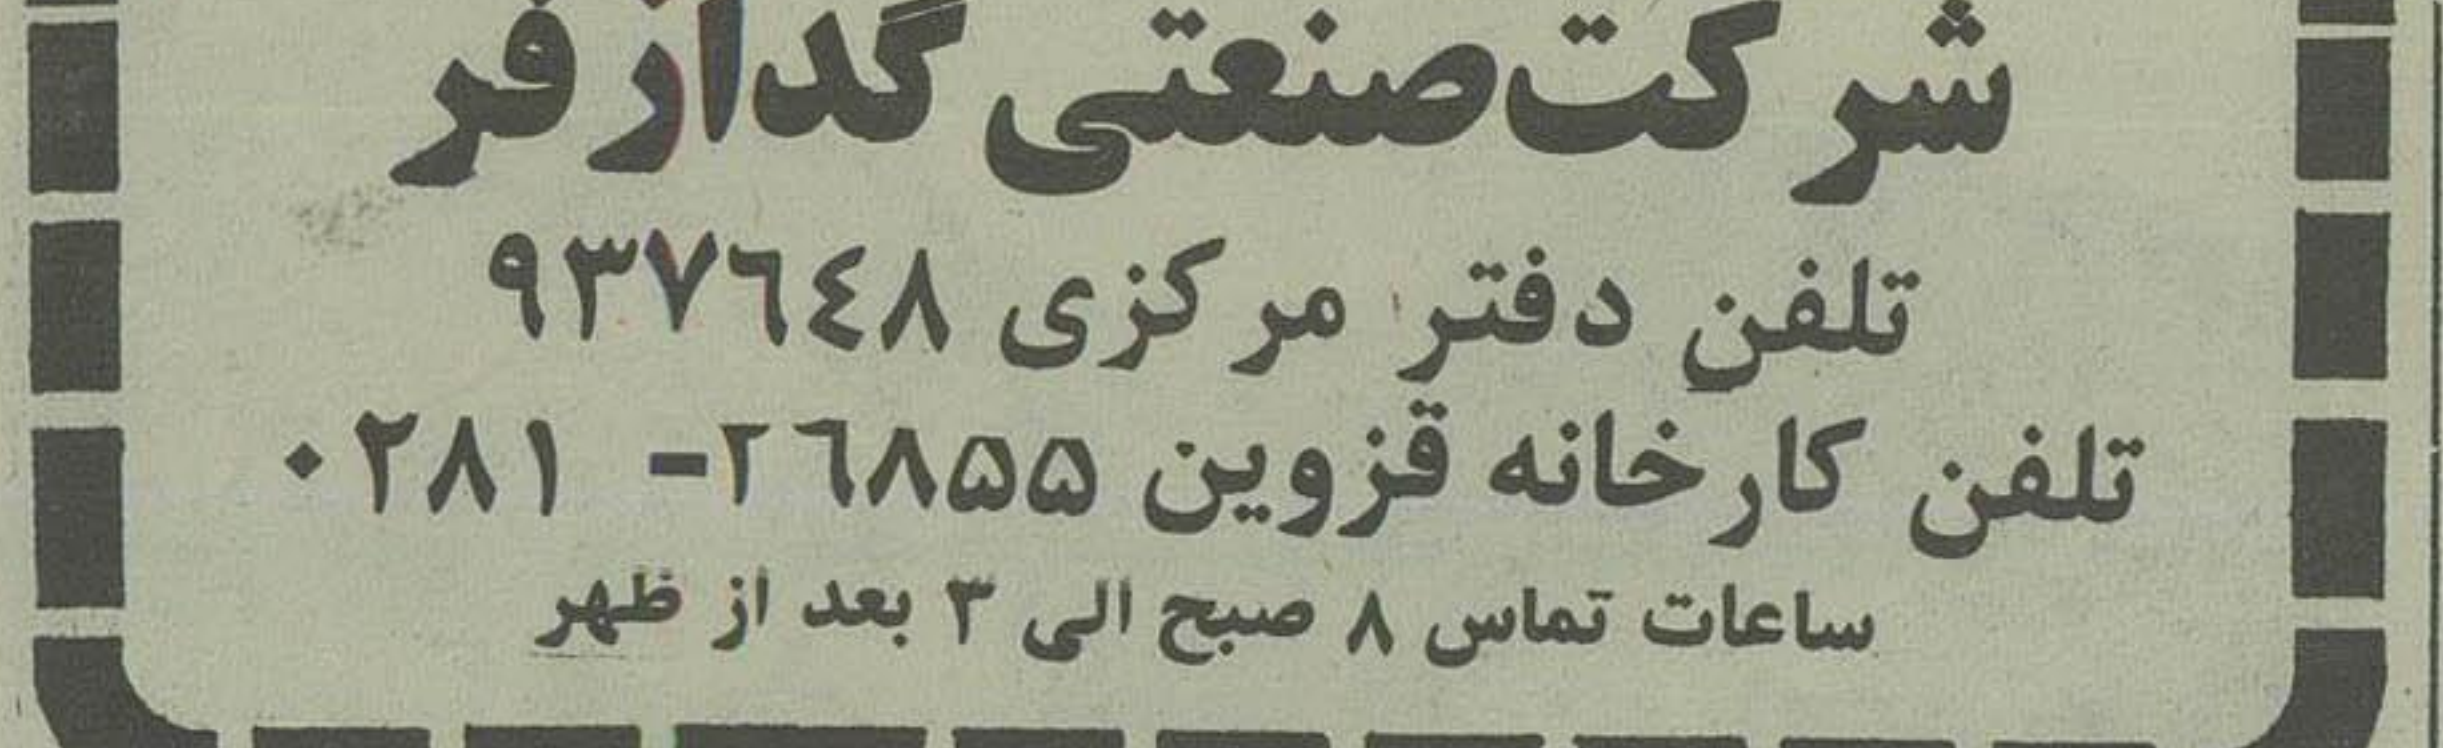 شرکت صنعتی گدازفر
تلفن دفتر مرکزی ۹۳۷۶۴۸
تلفن کارخانه قزوین ۲۶۸۵۵- ۰۲۸۱
ساعات تماس ۸ صبح الی ۳ بعد از ظهر